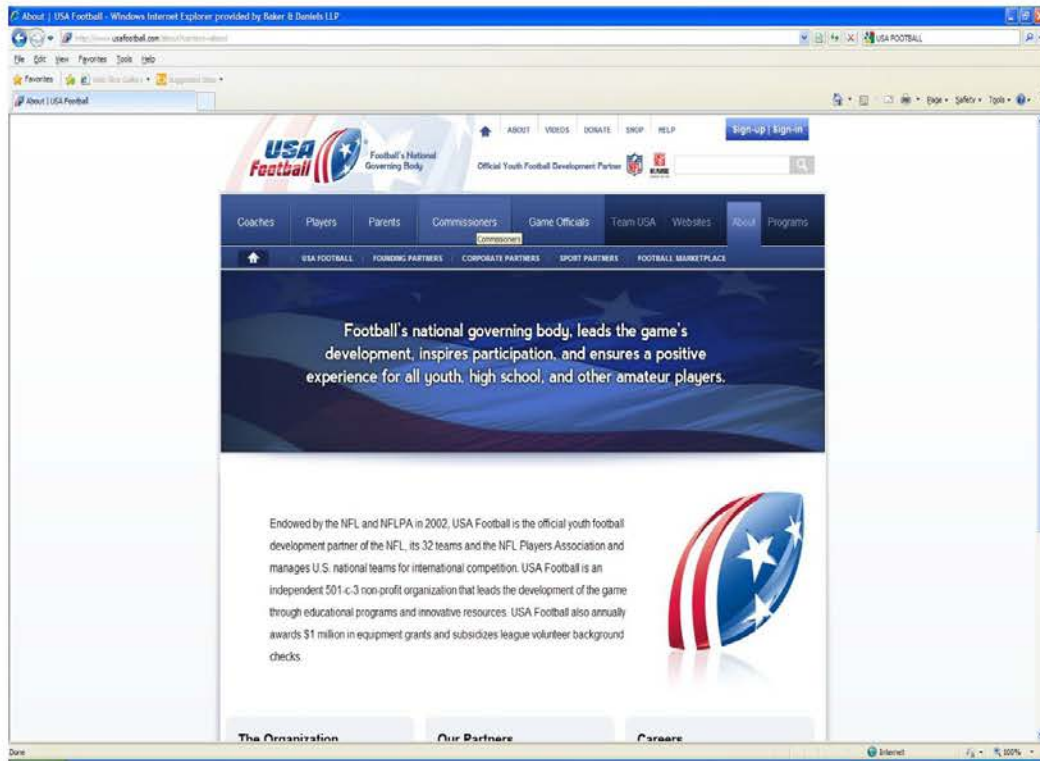 About | USA Football - Windows Internet Explorer provided by Baker & Daniels LLP
usafootball.com
USA FOOTBALL
File Edit View Favorites Tools Help
Favorites
About | USA Football
Page Safety Tools
ABOUT VIDEOS DONATE SHOP HELP
Sign-up | Sign-in
USA Football
Football's National
Governing Body
Official Youth Football Development Partner
NFL
Coaches Players Parents Commissioners Game Officials Team USA Websites About Programs
Commissioners
USA FOOTBALL FOUNDING PARTNERS CORPORATE PARTNERS SPORT PARTNERS FOOTBALL MARKETPLACE
Football's national governing body, leads the game's
development, inspires participation, and ensures a positive
experience for all youth, high school, and other amateur players.
Endowed by the NFL and NFLPA in 2002, USA Football is the official youth football
development partner of the NFL, its 32 teams and the NFL Players Association and
manages U.S. national teams for international competition. USA Football is an
independent 501-c-3 non-profit organization that leads the development of the game
through educational programs and innovative resources. USA Football also annually
awards $1 million in equipment grants and subsidizes league volunteer background
checks.
The Organization Our Partners Careers
Done Internet 100%